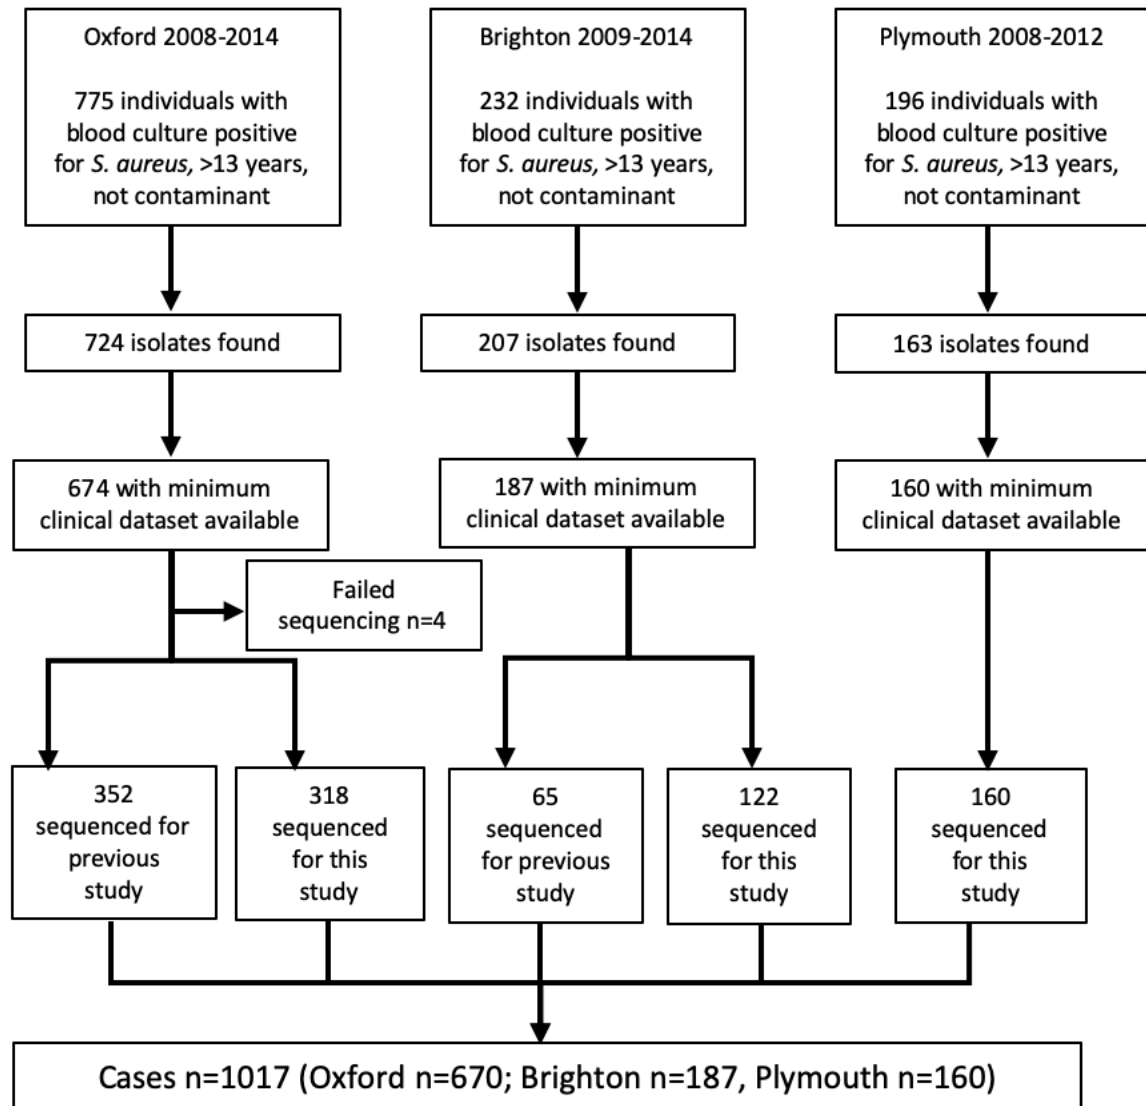 Oxford 2008-2014
775 individuals with
blood culture positive
for S. aureus, >13 years,
not contaminant
Brighton 2009-2014
232 individuals with
blood culture positive
for S. aureus, >13 years,
not contaminant
Plymouth 2008-2012
196 individuals with
blood culture positive
for S. aureus, >13 years,
not contaminant
724 isolates found
207 isolates found
163 isolates found
674 with minimum
clinical dataset available
187 with minimum
clinical dataset available
160 with minimum
clinical dataset available
Failed
sequencing n=4
352
sequenced for
previous
study
318
sequenced
for this
study
65
sequenced
for previous
study
122
sequenced
for this
study
160
sequenced
for this
study
Cases n=1017 (Oxford n=670; Brighton n=187, Plymouth n=160)